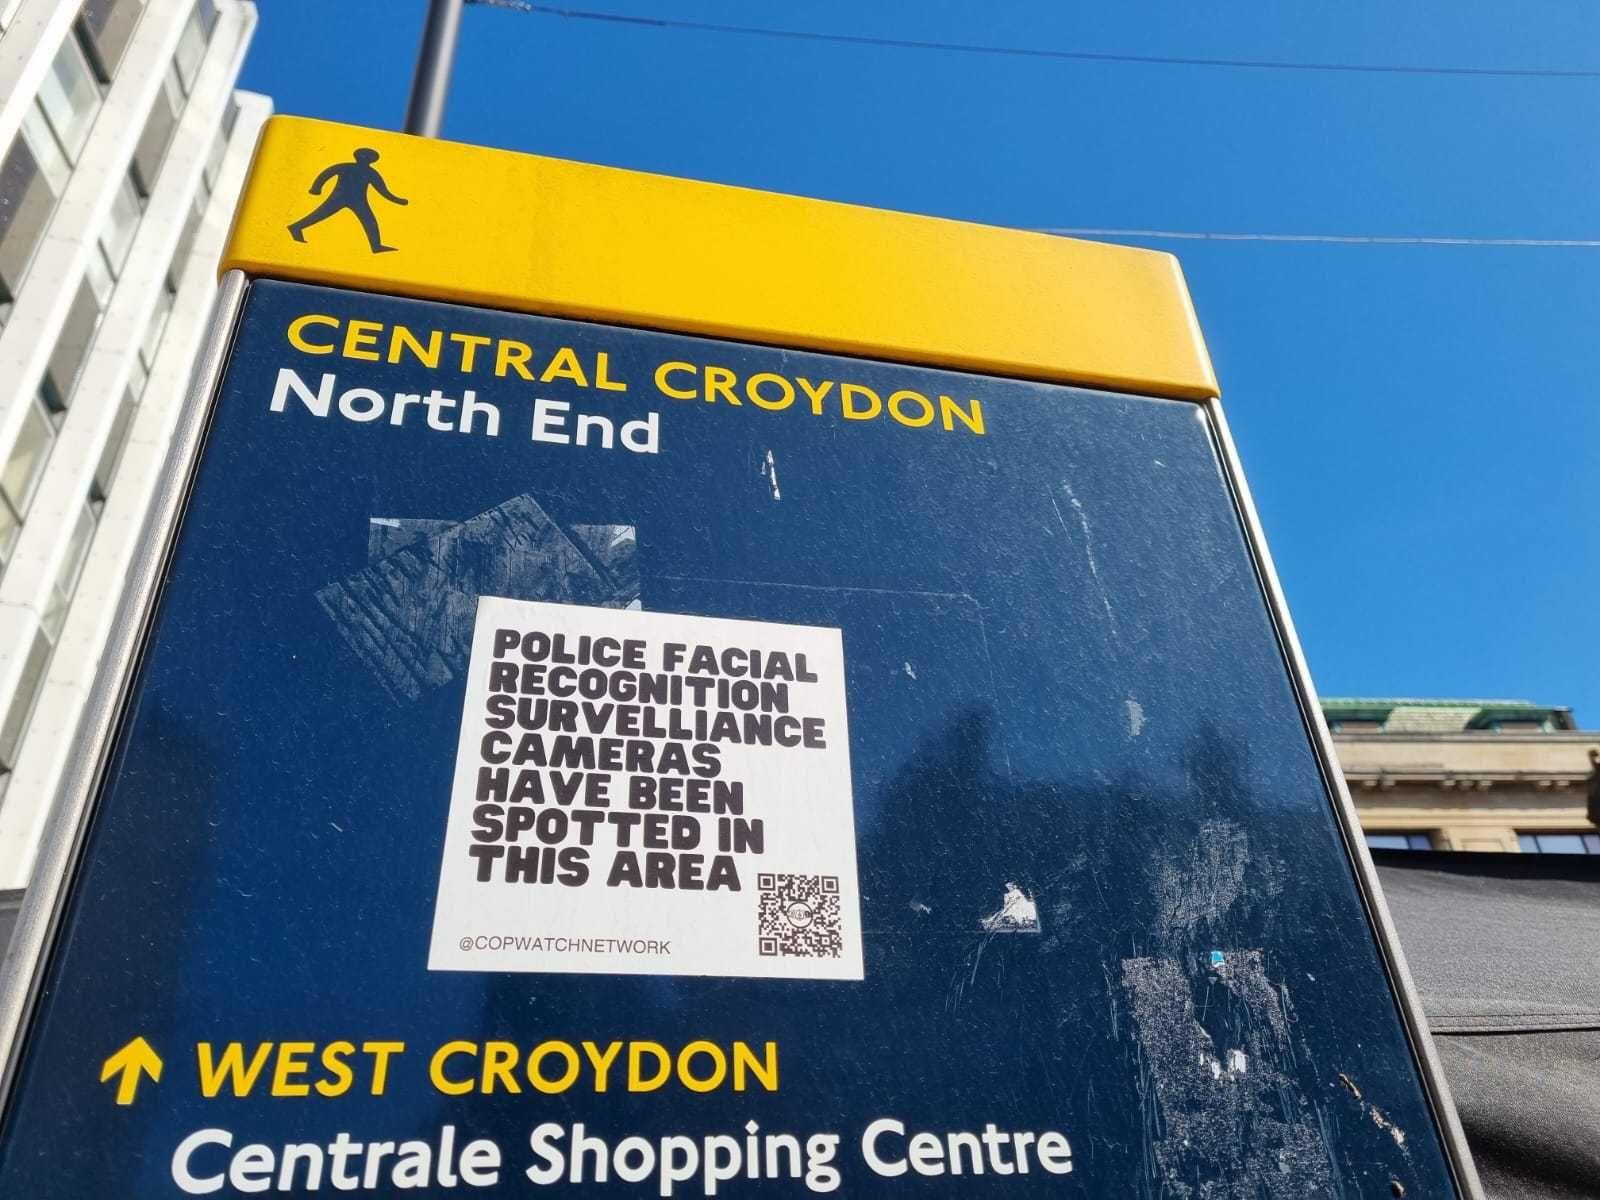 CENTRAL CROYDON
North End
POLICE FACIAL
RECOGNITION
SURVELLIANCE
CAMERAS
HAVE BEEN
SPOTTED IN
THIS AREA
@COPWATCHNETWORK
WEST CROYDON
Centrale Shopping Centre